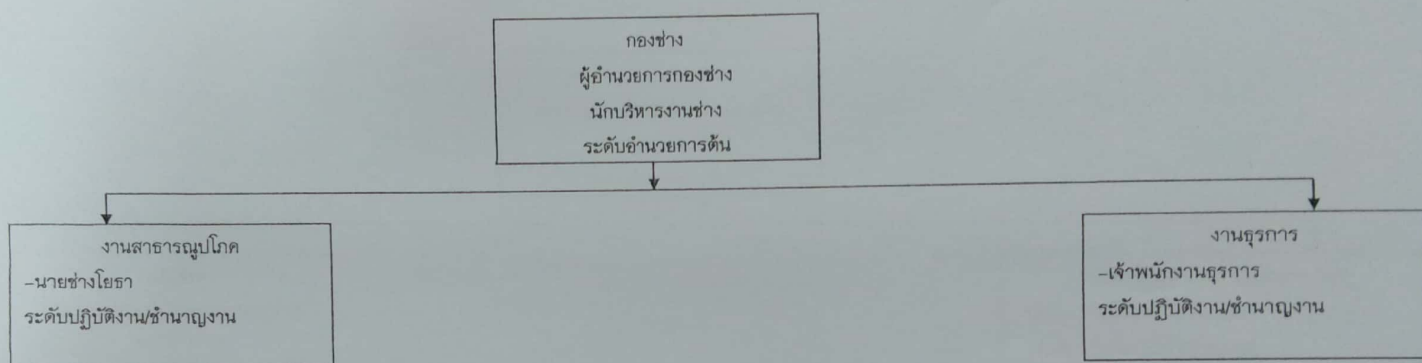 กองช่าง
ผู้อำนวยการกองช่าง
นักบริหารงานช่าง
ระดับอำนวยการต้น
งานสาธารณูปโภค
-นายช่างโยธา
ระดับปฏิบัติงาน/ชำนาญงาน
งานธุรการ
-เจ้าพนักงานธุรการ
ระดับปฏิบัติงาน/ชำนาญงาน